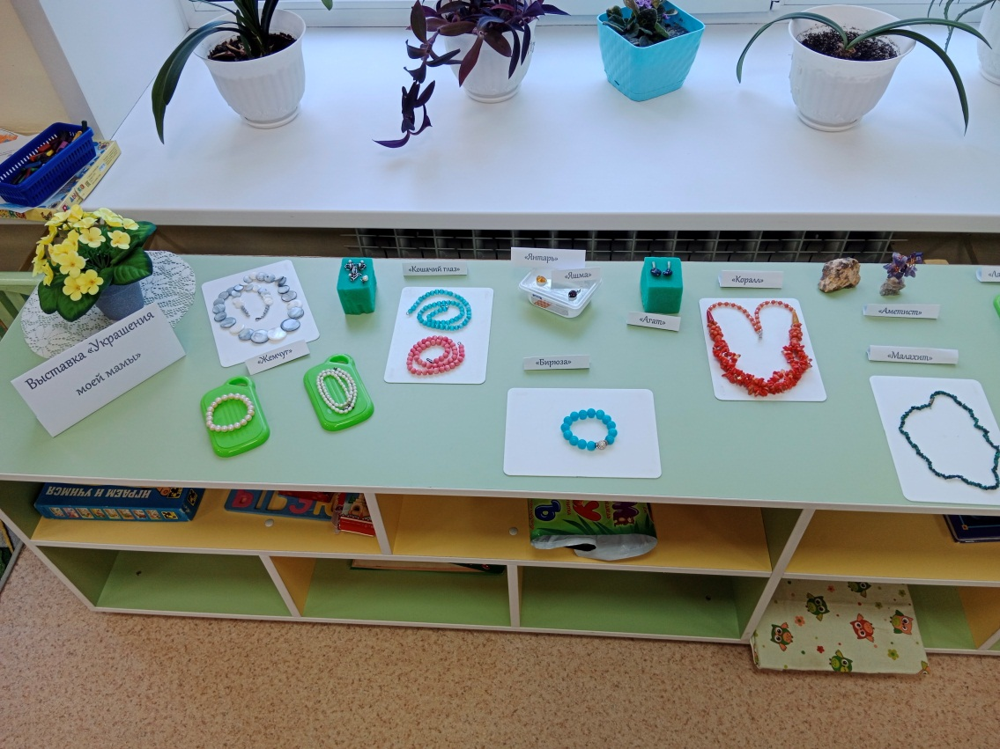 Выставка «Украшения
моей мамы»
«Жемчуг»
«Кошачий глаз»
«Янтарь»
«Яшма»
«Бирюза»
«Агат»
«Коралл»
«Аметист»
«Малахит»
ИГРАЕМ И УЧИМСЯ